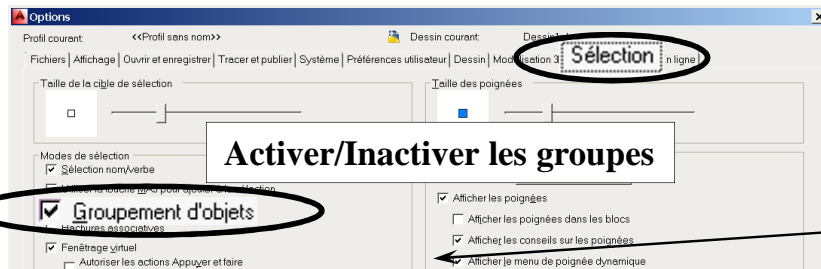 Options
Profil courant: <<Profil sans nom>> Dessin courant:
Fichiers Affichage Ouvrir et enregistrer Tracer et publier Système Préférences utilisateur Dessin Sélection n ligne
Taille de la cible de sélection
Taille des poignées
Activer/Inactiver les groupes
Modes de sélection
Sélection nom/verbe
Groupement d'objets
Hachures associatives
Fenêtrage virtuel
Autoriser les actions Appuyer et faire
Afficher les poignées
Afficher les poignées dans les blocs
Afficher les conseils sur les poignées
Afficher le menu de poignée dynamique